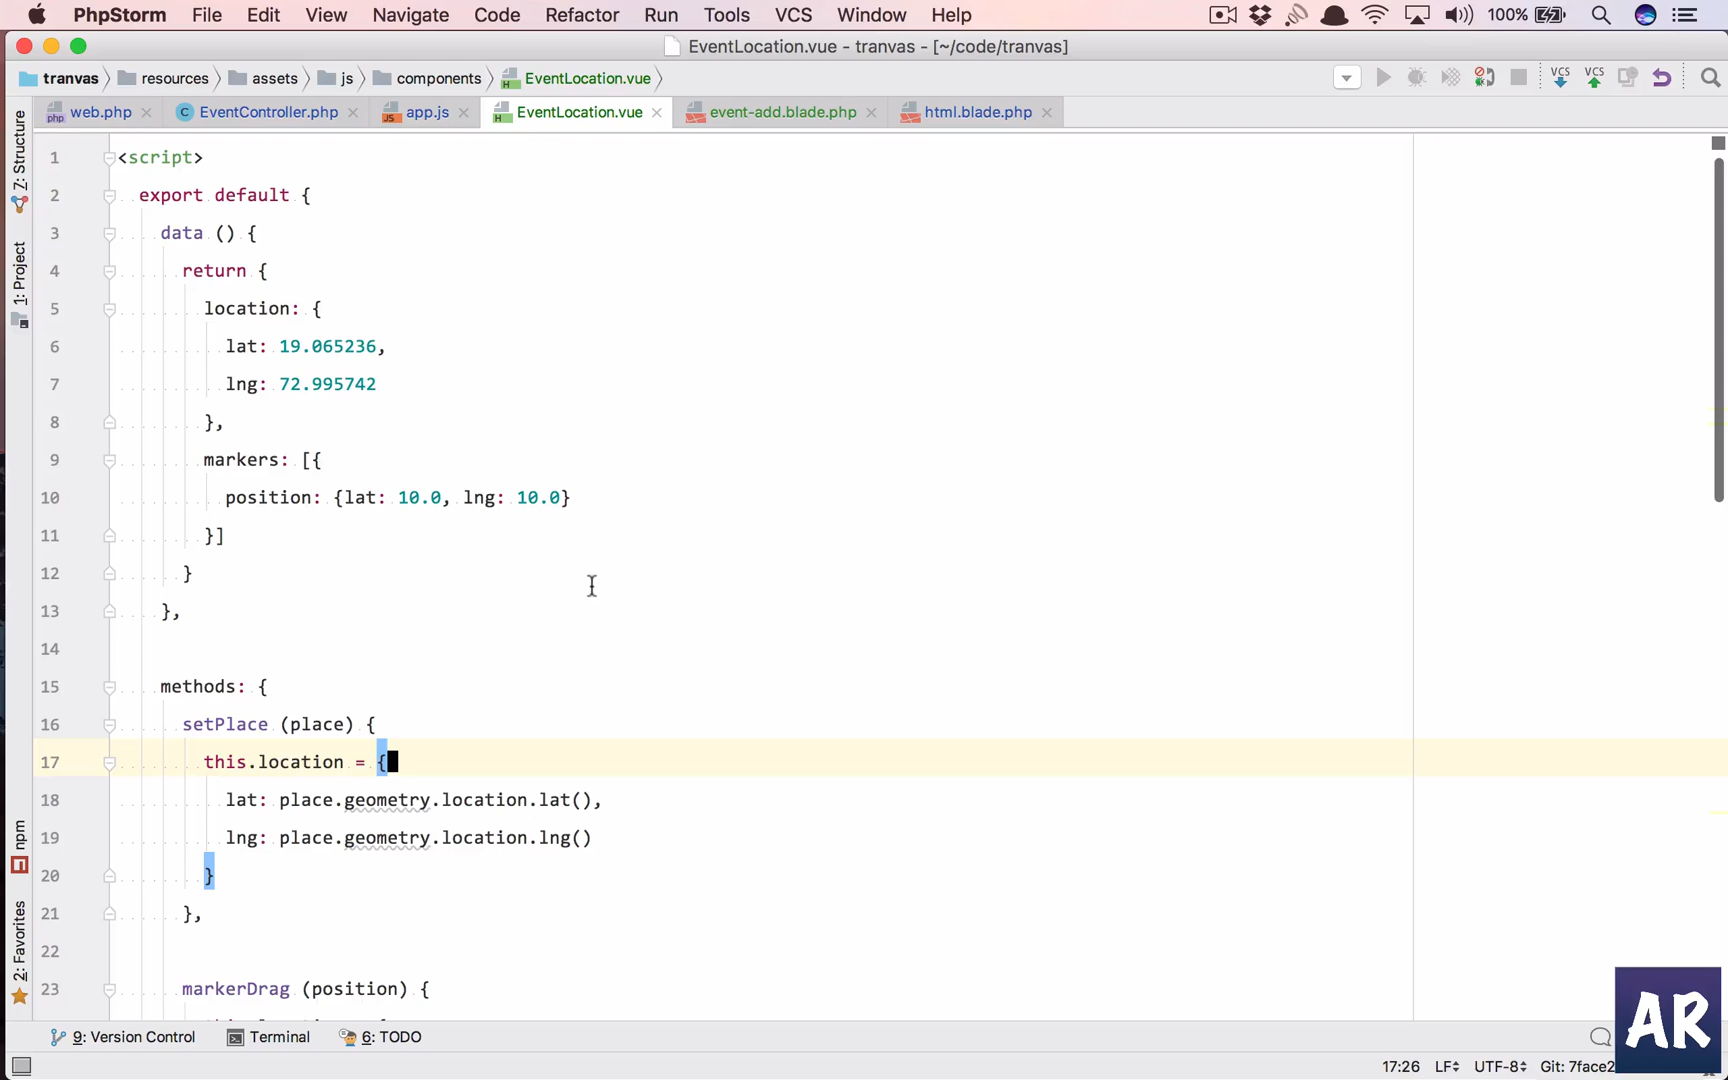 PhpStorm File Edit View Navigate Code Refactor Run Tools VCS Window Help 100%
EventLocation.vue - tranvas - [~/code/tranvas]
tranvas resources assets js components EventLocation.vue VCS VCS
web.php EventController.php app.js EventLocation.vue event-add.blade.php html.blade.php
7: Structure
1: Project
npm
2: Favorites
1 <script>
2 export default {
3 data () {
4 return {
5 location: {
6 lat: 19.065236,
7 lng: 72.995742
8 },
9 markers: [{
10 position: {lat: 10.0, lng: 10.0}
11 }]
12 }
13 },
14
15 methods: {
16 setPlace (place) {
17 this.location = {
18 lat: place.geometry.location.lat(),
19 lng: place.geometry.location.lng()
20 }
21 },
22
23 markerDrag (position) {
9: Version Control Terminal 6: TODO
17:26 LF UTF-8 Git: 7face2
AR